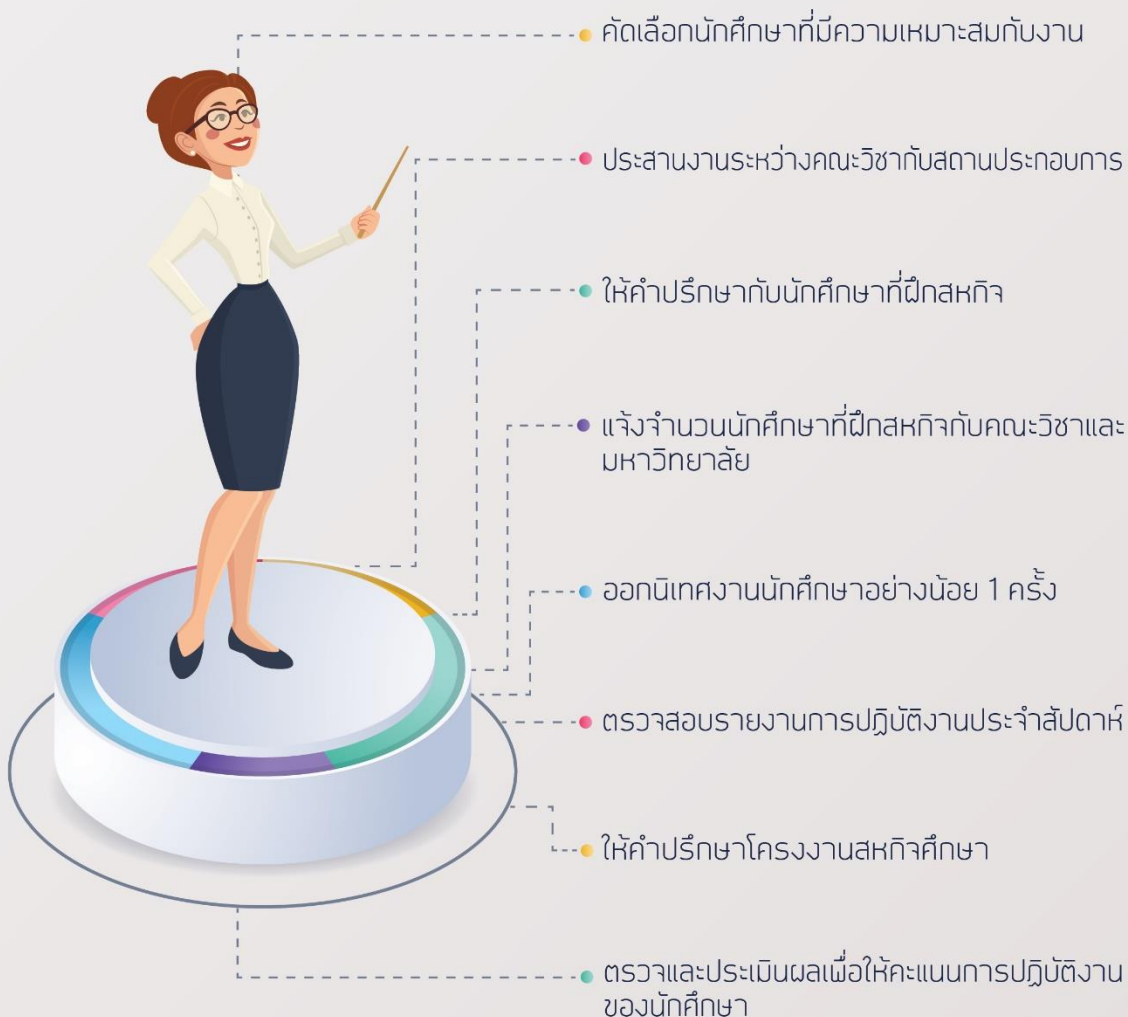 คัดเลือกนักศึกษาที่มีความเหมาะสมกับงาน
ประสานงานระหว่างคณะวิชากับสถานประกอบการ
ให้คำปรึกษากับนักศึกษาที่ฝึกสหกิจ
แจ้งจำนวนนักศึกษาที่ฝึกสหกิจกับคณะวิชาและ
มหาวิทยาลัย
ออกนิเทศงานนักศึกษาอย่างน้อย 1 ครั้ง
ตรวจสอบรายงานการปฏิบัติงานประจำสัปดาห์
ให้คำปรึกษาโครงงานสหกิจศึกษา
ตรวจและประเมินผลเพื่อให้คะแนนการปฏิบัติงาน
ของนักศึกษา